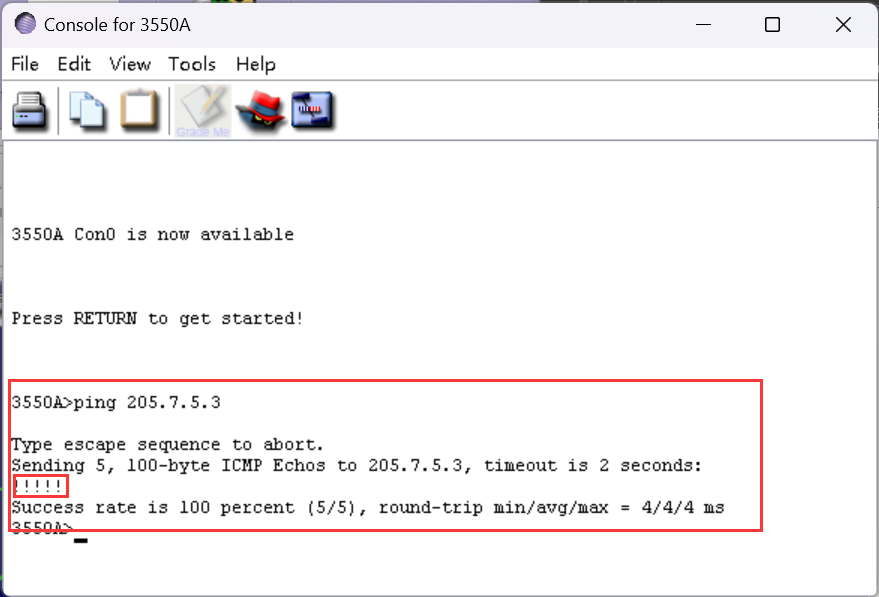 Console for 3550A
File Edit View Tools Help
Grade Me
3550A Con0 is now available
Press RETURN to get started!
3550A>ping 205.7.5.3
Type escape sequence to abort.
Sending 5, 100-byte ICMP Echos to 205.7.5.3, timeout is 2 seconds:
!!!!!
Success rate is 100 percent (5/5), round-trip min/avg/max = 4/4/4 ms
3550A>